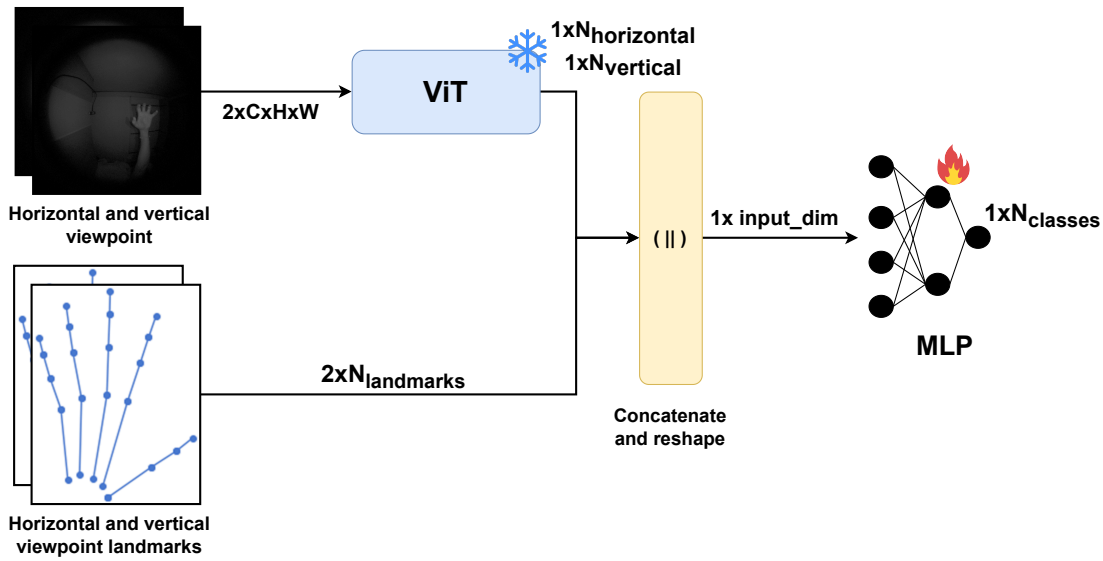 1xNhorizontal
1xNvertical
ViT
2xCxHxW
Horizontal and vertical
viewpoint
(||)
1x input_dim
1xNclasses
MLP
2xNlandmarks
Concatenate
and reshape
Horizontal and vertical
viewpoint landmarks